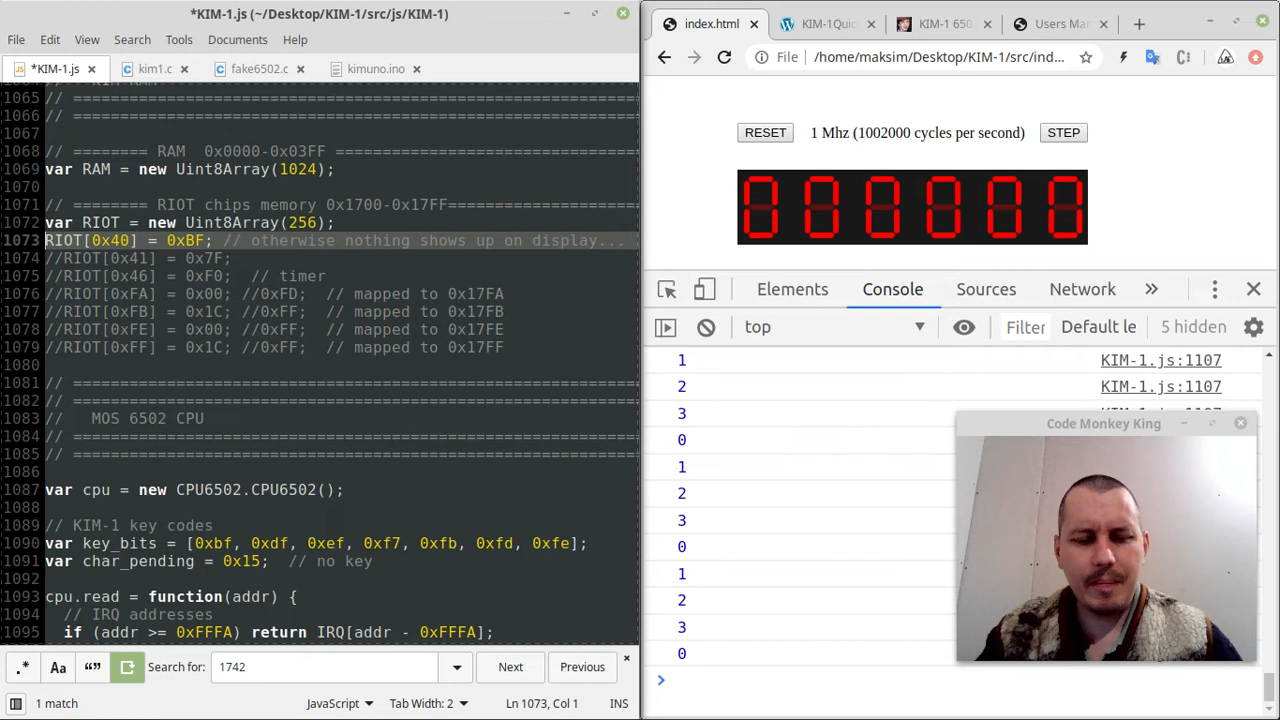 *KIM-1.js (~/Desktop/KIM-1/src/js/KIM-1)
File Edit View Search Tools Documents Help
*KIM-1.js kim1.c fake6502.c kimuno.ino
1065 // ================================================================
1066 // ================================================================
1067
1068 // ======== RAM 0x0000-0x03FF ================================
1069 var RAM = new Uint8Array(1024);
1070
1071 // ======== RIOT chips memory 0x1700-0x17FF====================
1072 var RIOT = new Uint8Array(256);
1073 RIOT[0x40] = 0xBF; // otherwise nothing shows up on display...
1074 //RIOT[0x41] = 0x7F;
1075 //RIOT[0x46] = 0xF0; // timer
1076 //RIOT[0xFA] = 0x00; //0xFD; // mapped to 0x17FA
1077 //RIOT[0xFB] = 0x1C; //0xFF; // mapped to 0x17FB
1078 //RIOT[0xFE] = 0x00; //0xFF; // mapped to 0x17FE
1079 //RIOT[0xFF] = 0x1C; //0xFF; // mapped to 0x17FF
1080
1081 // ================================================================
1082 // ================================================================
1083 // MOS 6502 CPU
1084 // ================================================================
1085 // ================================================================
1086
1087 var cpu = new CPU6502.CPU6502();
1088
1089 // KIM-1 key codes
1090 var key_bits = [0xbf, 0xdf, 0xef, 0xf7, 0xfb, 0xfd, 0xfe];
1091 var char_pending = 0x15; // no key
1092
1093 cpu.read = function(addr) {
1094 // IRQ addresses
1095 if (addr >= 0xFFFA) return IRQ[addr - 0xFFFA];
.* Aa “” Search for: 1742 Next Previous
1 match JavaScript Tab Width: 2 Ln 1073, Col 1 INS
index.html KIM-1Quic KIM-1 650 Users Ma
File /home/maksim/Desktop/KIM-1/src/ind...
RESET 1 Mhz (1002000 cycles per second) STEP
000000
Elements Console Sources Network
top Filter Default le 5 hidden
1 KIM-1.js:1107
2 KIM-1.js:1107
3 KIM-1.js:1107
0
1
2
3
0
1
2
3
0
>
Code Monkey King